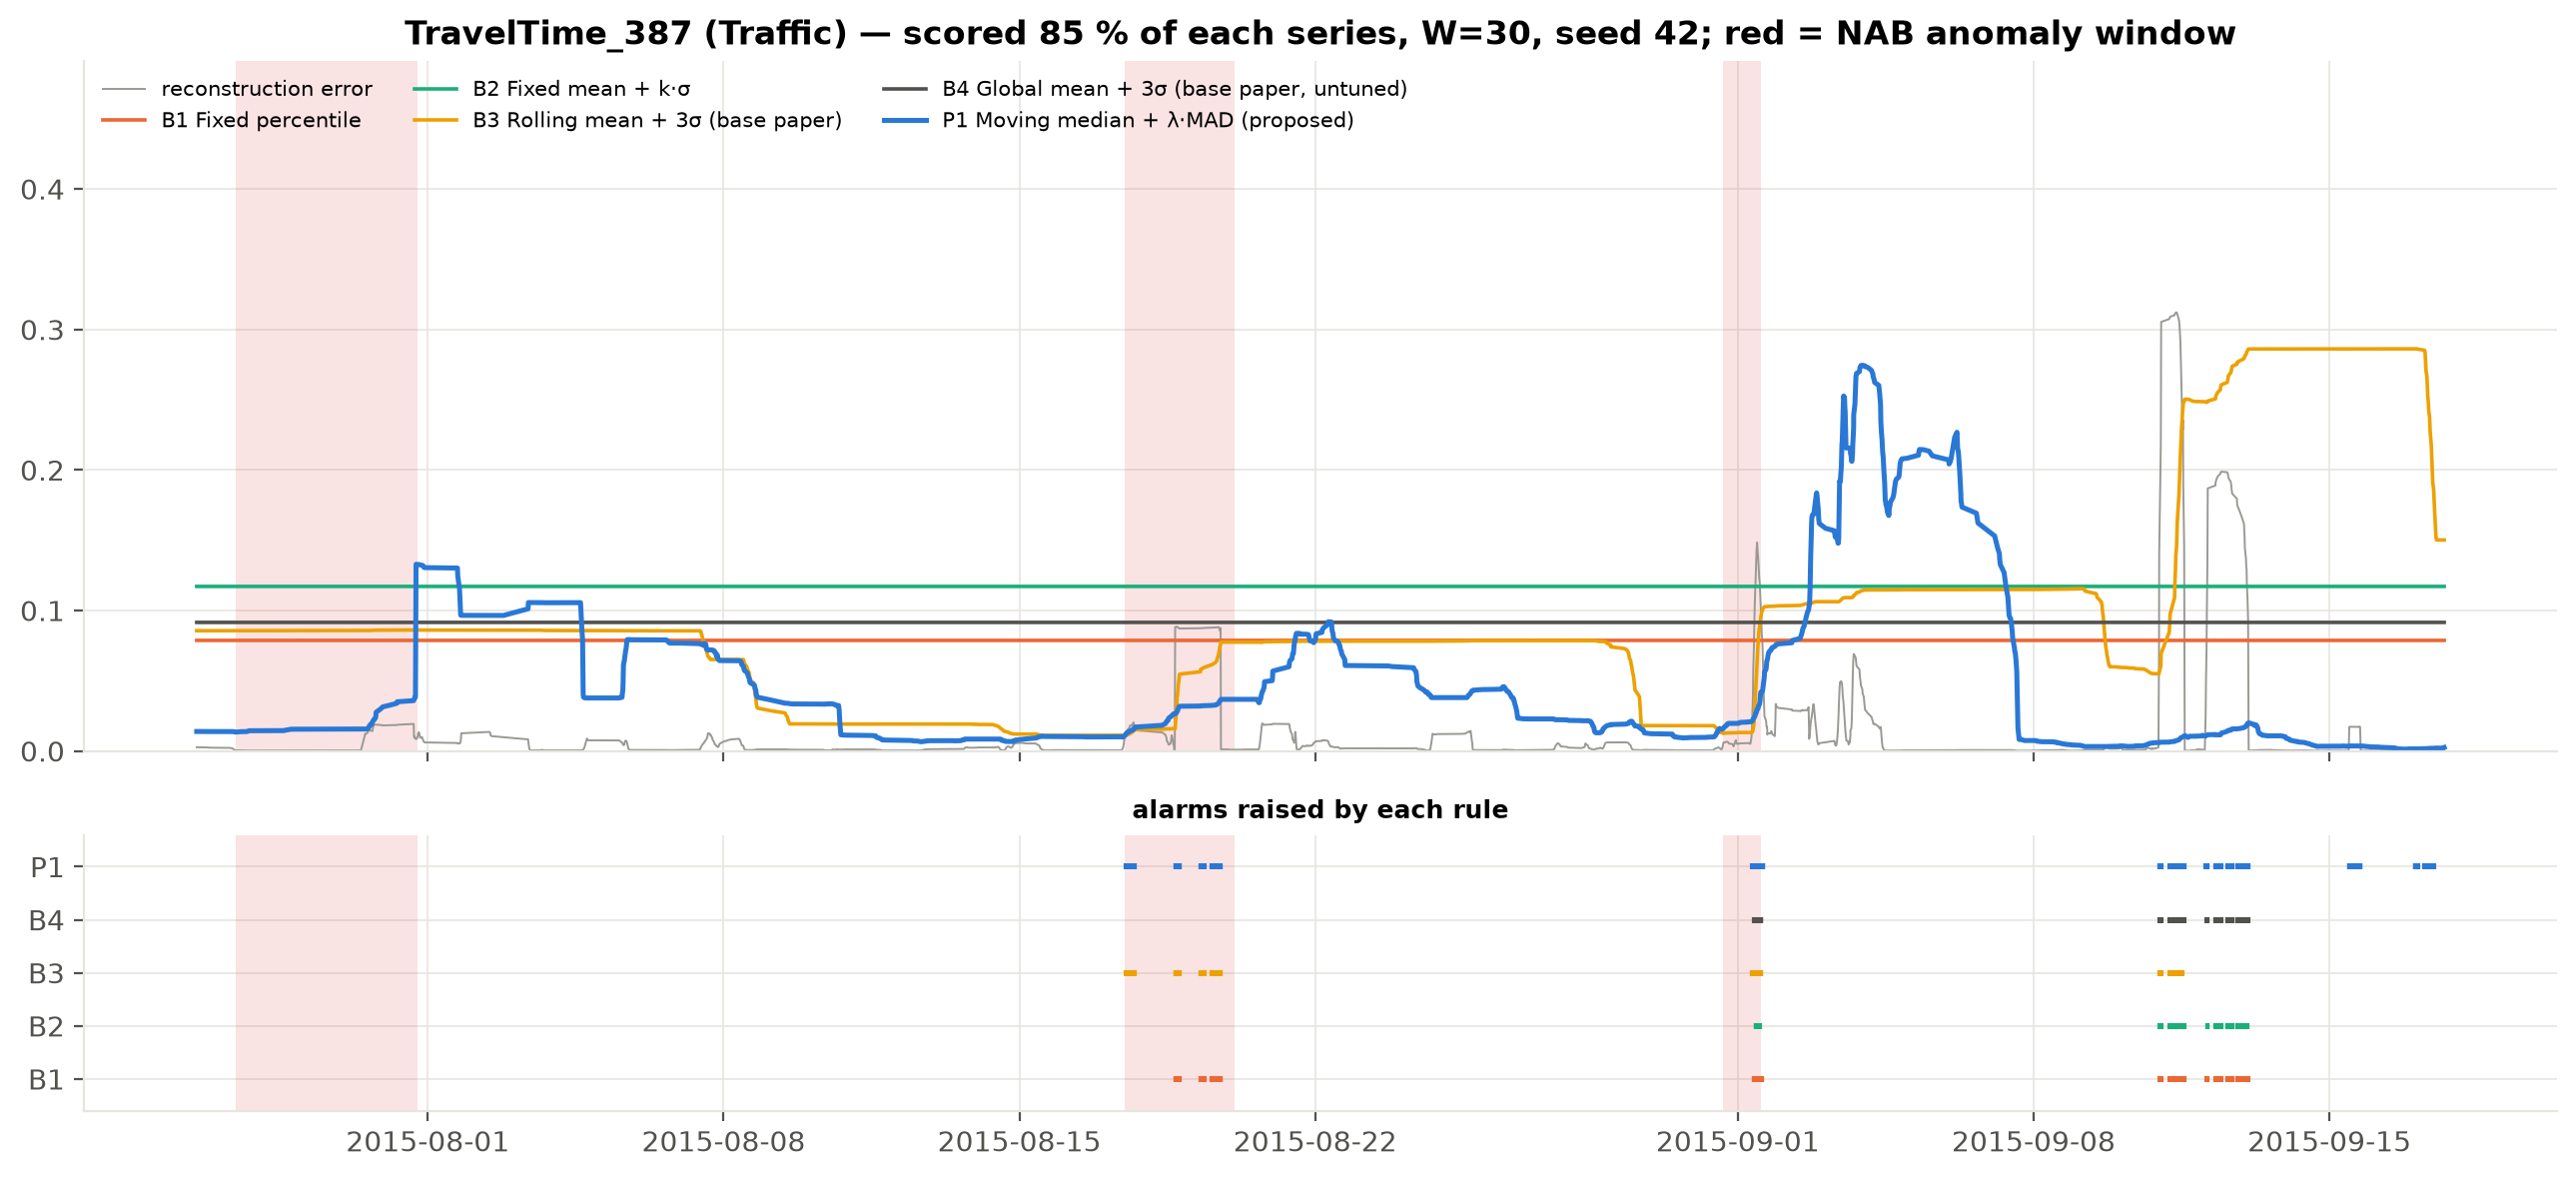 TravelTime_387 (Traffic) — scored 85 % of each series, W=30, seed 42; red = NAB anomaly window
reconstruction error
B1 Fixed percentile
B2 Fixed mean + k·σ
B3 Rolling mean + 3σ (base paper)
B4 Global mean + 3σ (base paper, untuned)
P1 Moving median + λ·MAD (proposed)
0.4
0.3
0.2
0.1
0.0
alarms raised by each rule
P1
B4
B3
B2
B1
2015-08-01 2015-08-08 2015-08-15 2015-08-22 2015-09-01 2015-09-08 2015-09-15